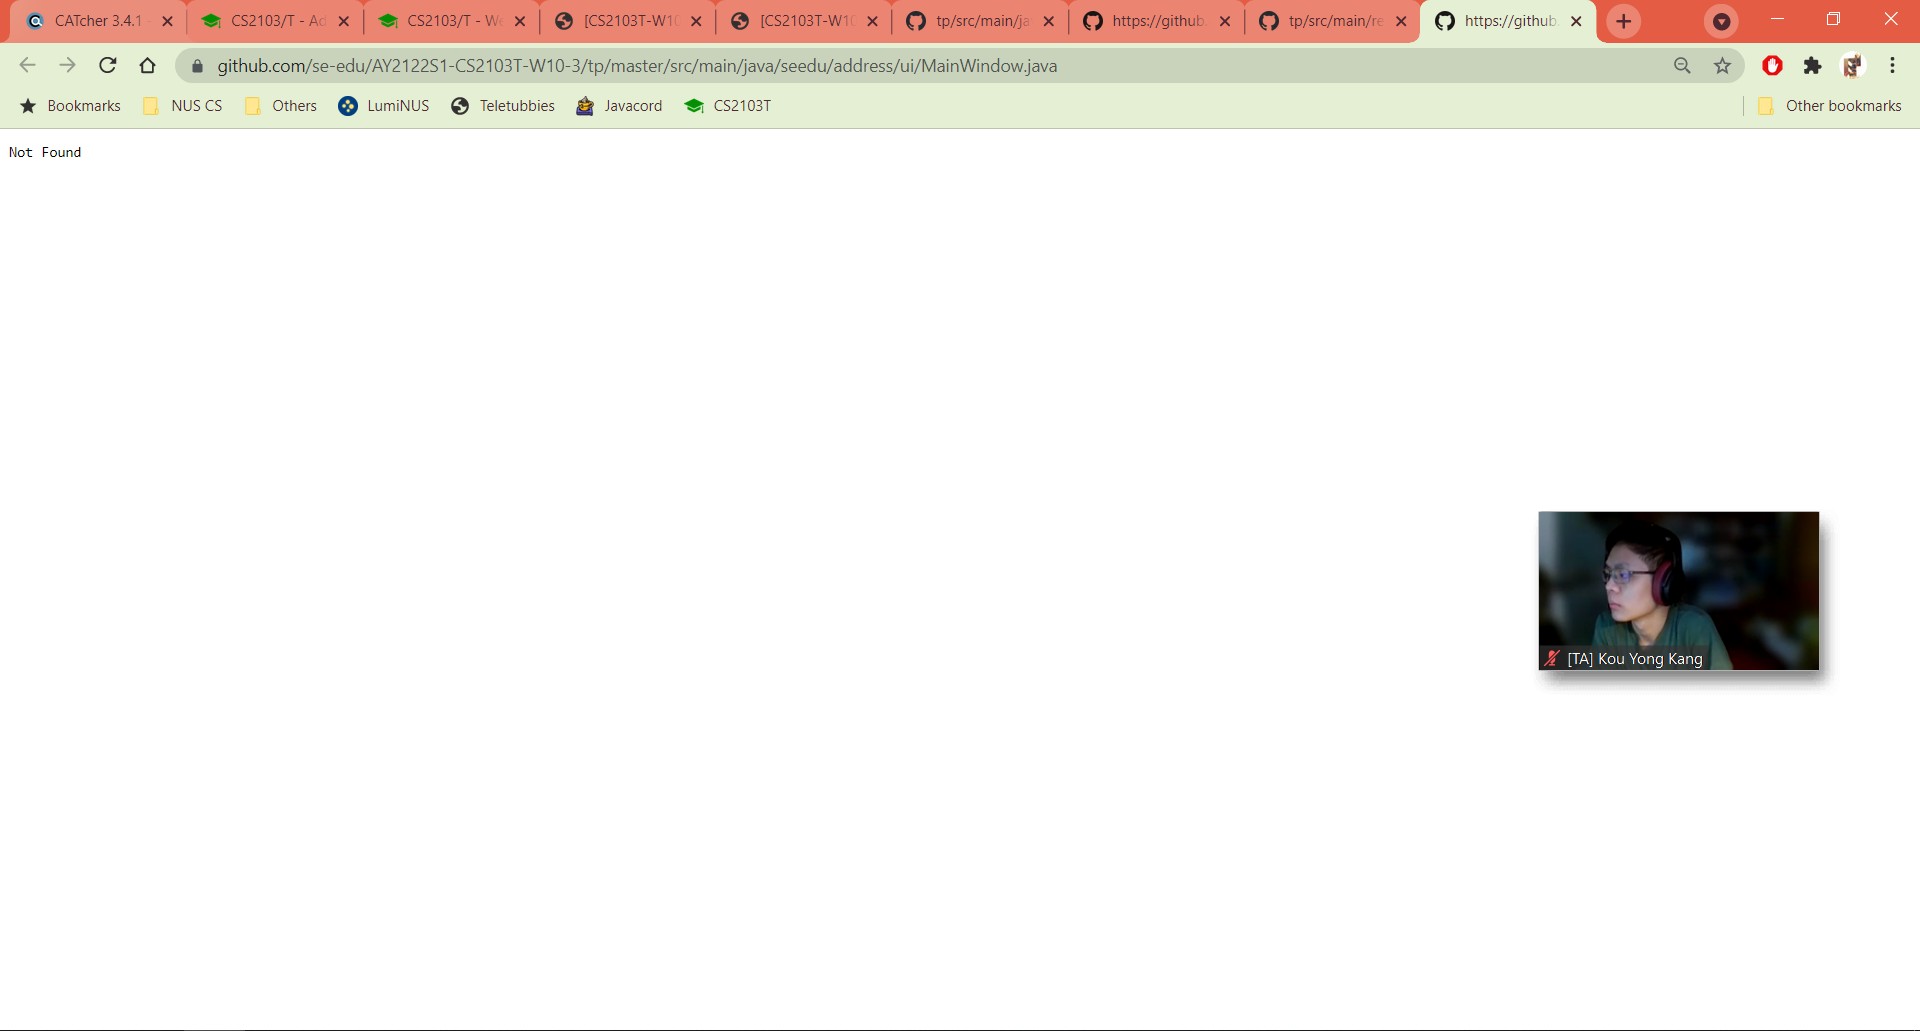 CATcher 3.4.1 -
CS2103/T - Ad
CS2103/T - We
[CS2103T-W10
[CS2103T-W10
tp/src/main/ja
https://github.
tp/src/main/re
https://github.
github.com/se-edu/AY2122S1-CS2103T-W10-3/tp/master/src/main/java/seedu/address/ui/MainWindow.java
Bookmarks NUS CS Others LumiNUS Teletubbies Javacord CS2103T Other bookmarks
Not Found
[TA] Kou Yong Kang